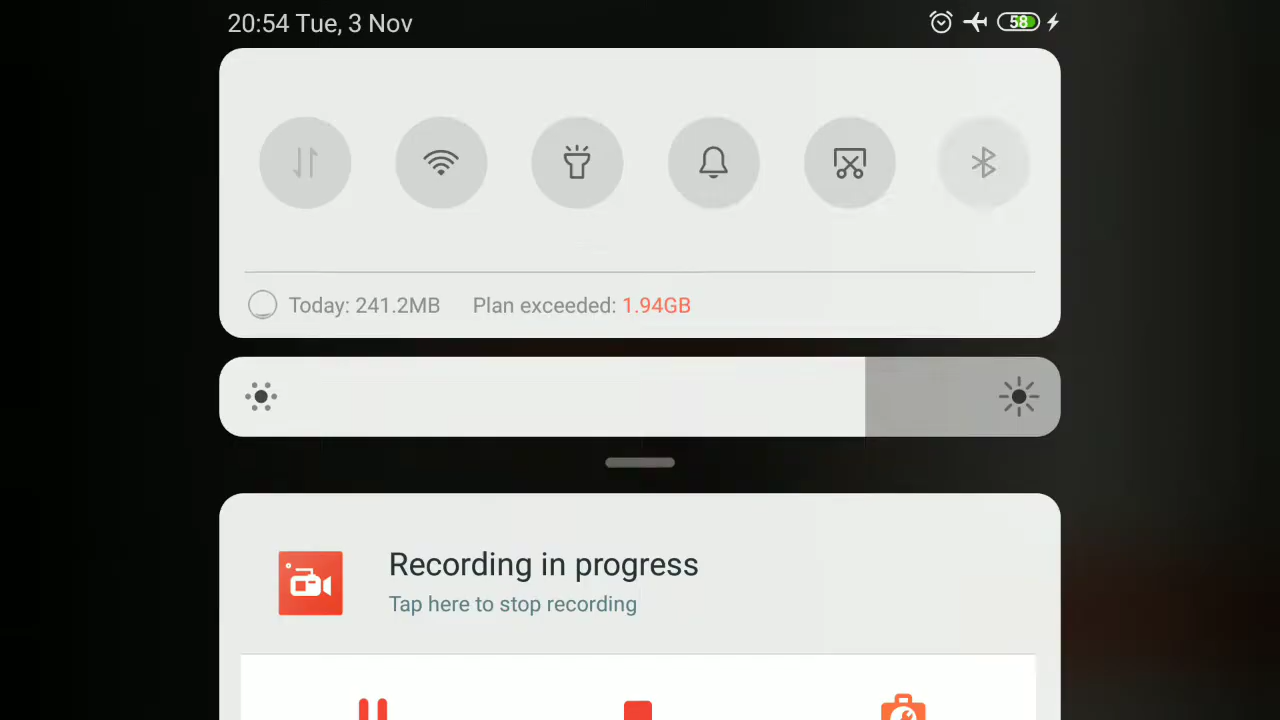 20:54 Tue, 3 Nov 58
Today: 241.2MB Plan exceeded: 1.94GB
Recording in progress
Tap here to stop recording